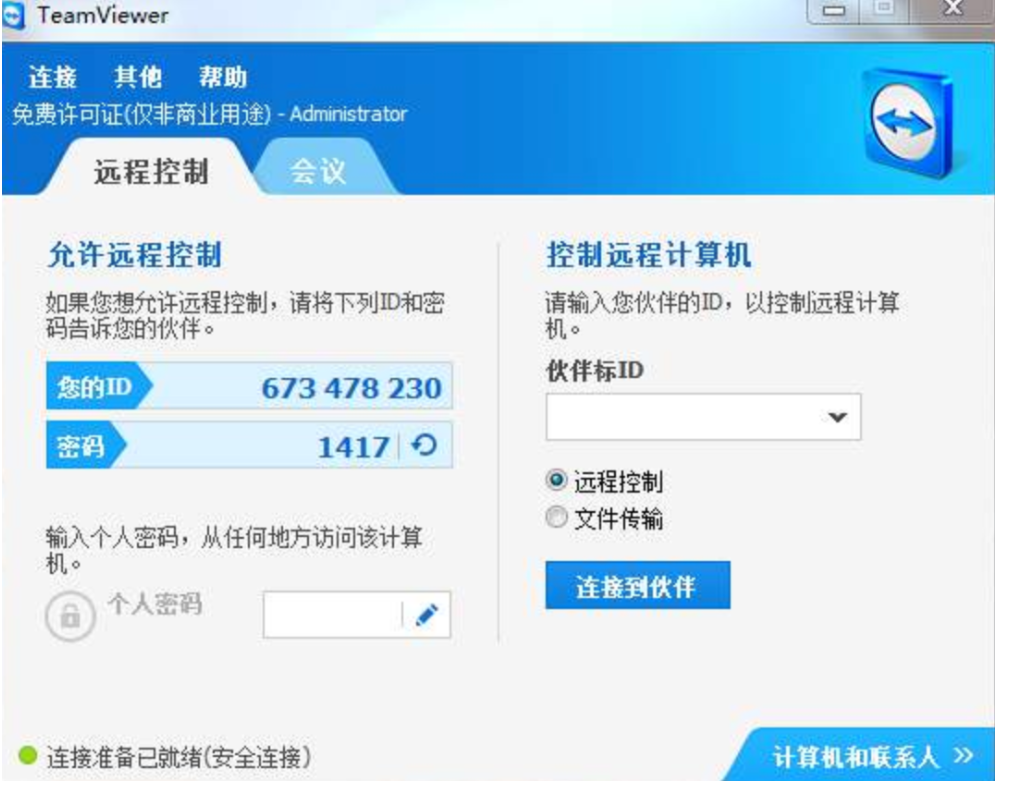 TeamViewer
连接 其他 帮助
免费许可证(仅非商业用途) - Administrator
远程控制 会议
允许远程控制
如果您想允许远程控制，请将下列ID和密
码告诉您的伙伴。
您的ID 673 478 230
密码 1417
输入个人密码，从任何地方访问该计算
机。
个人密码
控制远程计算机
请输入您伙伴的ID，以控制远程计算
机。
伙伴标ID
远程控制
文件传输
连接到伙伴
连接准备已就绪(安全连接)
计算机和联系人 »